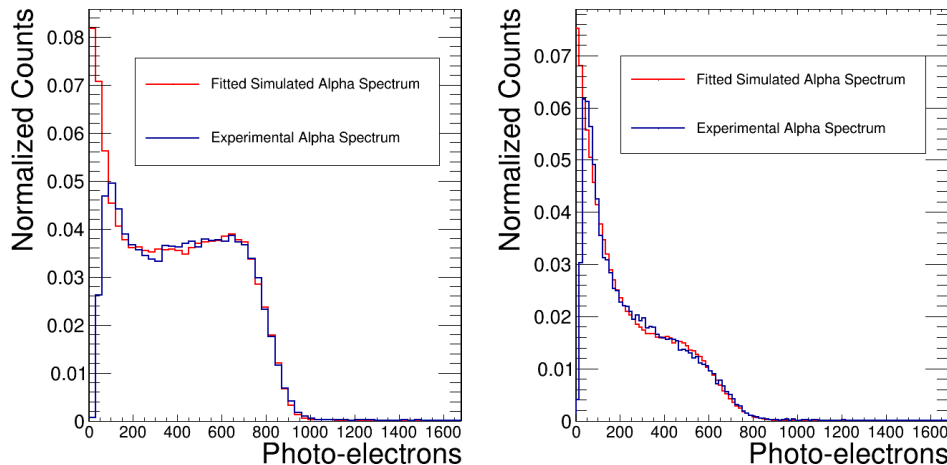 Normalized Counts
0.08
0.07
0.06
0.05
0.04
0.03
0.02
0.01
0
0 200 400 600 800 1000 1200 1400 1600
Photo-electrons
Fitted Simulated Alpha Spectrum
Experimental Alpha Spectrum
Normalized Counts
0.07
0.06
0.05
0.04
0.03
0.02
0.01
0
0 200 400 600 800 1000 1200 1400 1600
Photo-electrons
Fitted Simulated Alpha Spectrum
Experimental Alpha Spectrum